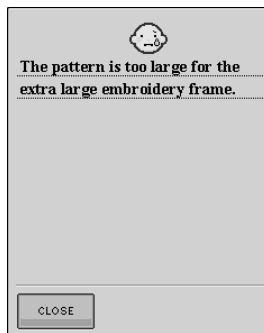 The pattern is too large for the
extra large embroidery frame.
CLOSE